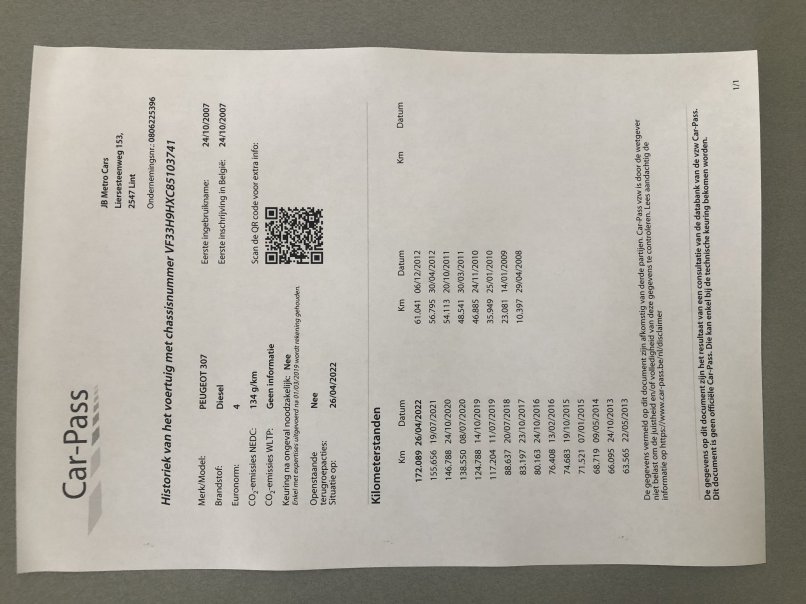 Car-Pass
JB Metro Cars
Liersesteenweg 153,
2547 Lint
Ondernemingsnr.: 0806225396
Historiek van het voertuig met chassisnummer VF33H9HXC85103741
Merk/Model: PEUGEOT 307
Brandstof: Diesel
Euronorm: 4
CO2-emissies NEDC: 134 g/km
CO2-emissies WLTP: Geen informatie
Keuring na ongeval noodzakelijk: Nee
Enkel met expertises uitgevoerd na 01/03/2019 wordt rekening gehouden.
Openstaande Nee
terugroepacties:
Situatie op: 26/04/2022
Eerste ingebruikname: 24/10/2007
Eerste inschrijving in België: 24/10/2007
Scan de QR code voor extra info:
Kilometerstanden
Km Datum
172.089 26/04/2022
155.656 19/07/2021
146.788 24/10/2020
138.550 08/07/2020
124.788 14/10/2019
117.204 11/07/2019
88.637 20/07/2018
83.197 23/10/2017
80.163 24/10/2016
76.408 13/02/2016
74.683 19/10/2015
71.521 07/01/2015
68.719 09/05/2014
66.095 24/10/2013
63.565 22/05/2013
Km Datum
61.041 06/12/2012
56.795 30/04/2012
54.113 20/10/2011
48.541 30/03/2011
46.885 24/11/2010
35.949 25/01/2010
23.081 14/01/2009
10.397 29/04/2008
Km Datum
De gegevens vermeld op dit document zijn afkomstig van derde partijen. Car-Pass vzw is door de wetgever
niet belast om de juistheid en/of volledigheid van deze gegevens te controleren. Lees aandachtig de
informatie op https://www.car-pass.be/nl/disclaimer
De gegevens op dit document zijn het resultaat van een consultatie van de databank van de vzw Car-Pass.
Dit document is geen officiële Car-Pass. Die kan enkel bij de technische keuring bekomen worden.
1/1